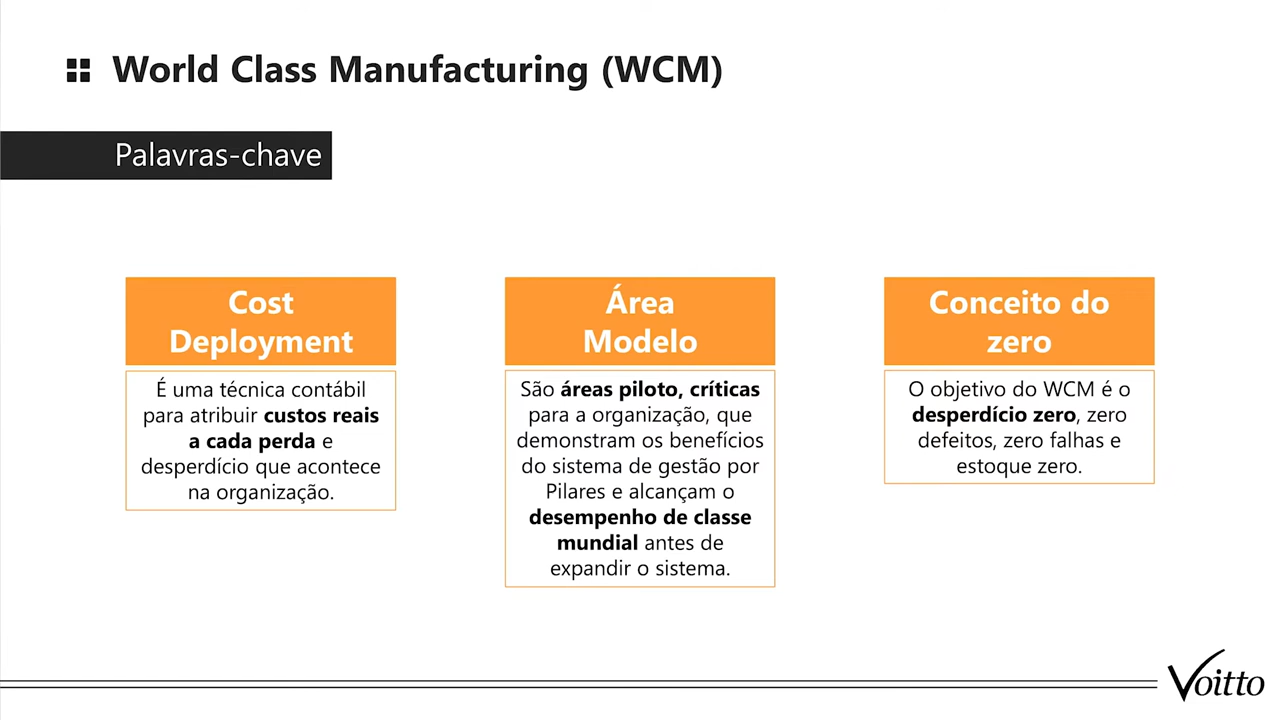 World Class Manufacturing (WCM)
Palavras-chave
Cost
Deployment
É uma técnica contábil
para atribuir custos reais
a cada perda e
desperdício que acontece
na organização.
Área
Modelo
São áreas piloto, críticas
para a organização, que
demonstram os benefícios
do sistema de gestão por
Pilares e alcançam o
desempenho de classe
mundial antes de
expandir o sistema.
Conceito do
zero
O objetivo do WCM é o
desperdício zero, zero
defeitos, zero falhas e
estoque zero.
Voitto